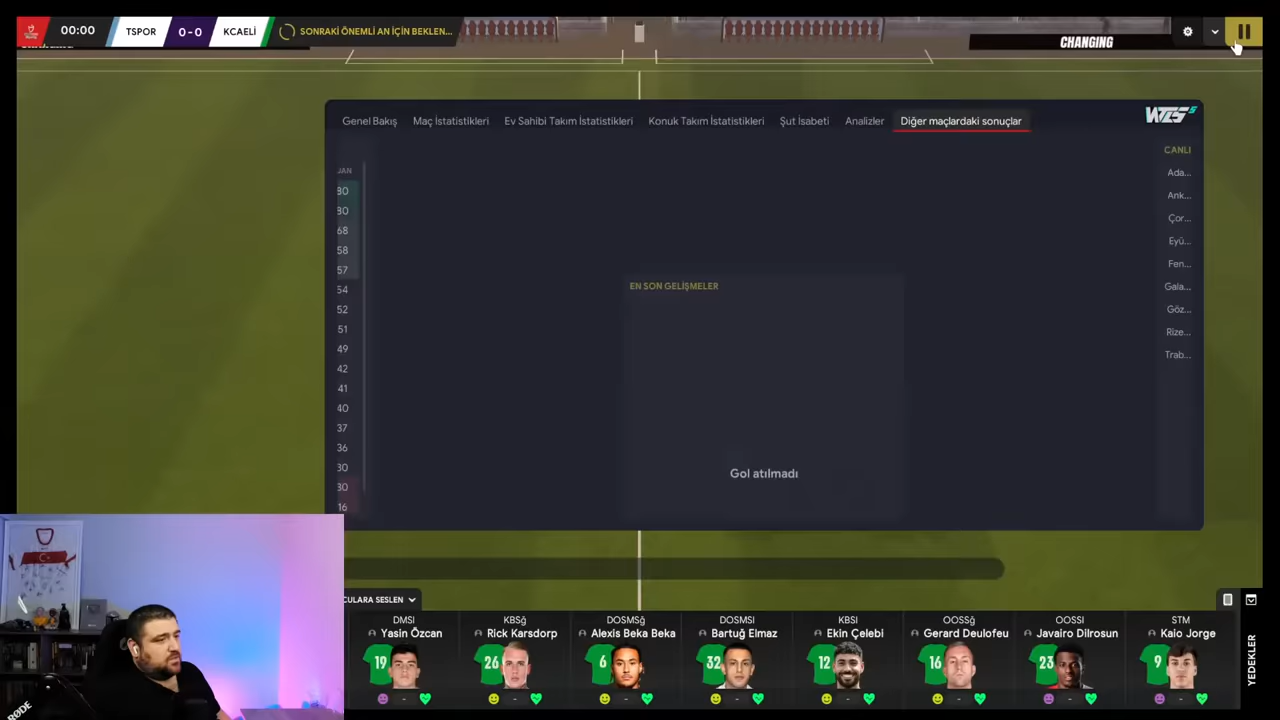 00:00 TSPOR 0-0 KCAELİ SONRAKİ ÖNEMLİ AN İÇİN BEKLEN...
CHANGING
Genel Bakış Maç İstatistikleri Ev Sahibi Takım İstatistikleri Konuk Takım İstatistikleri Şut İsabeti Analizler Diğer maçlardaki sonuçlar
CANLI
JAN
Ada...
80
Ank...
80
Çor...
68
Eyü...
58
Fen...
57
EN SON GELİŞMELER
Gala...
54
Göz...
52
Rize...
51
Trab...
49
42
41
40
37
36
30
Gol atılmadı
30
16
CULARA SESLEN
DMSI KBSğ DOSMSğ DOSMSI KBSI OOSSğ OOSSI STM
Yasin Özcan Rick Karsdorp Alexis Beka Beka Bartuğ Elmaz Ekin Çelebi Gerard Deulofeu Javairo Dilrosun Kaio Jorge
19 26 6 32 12 16 23 9
YEDEKLER
RØDE